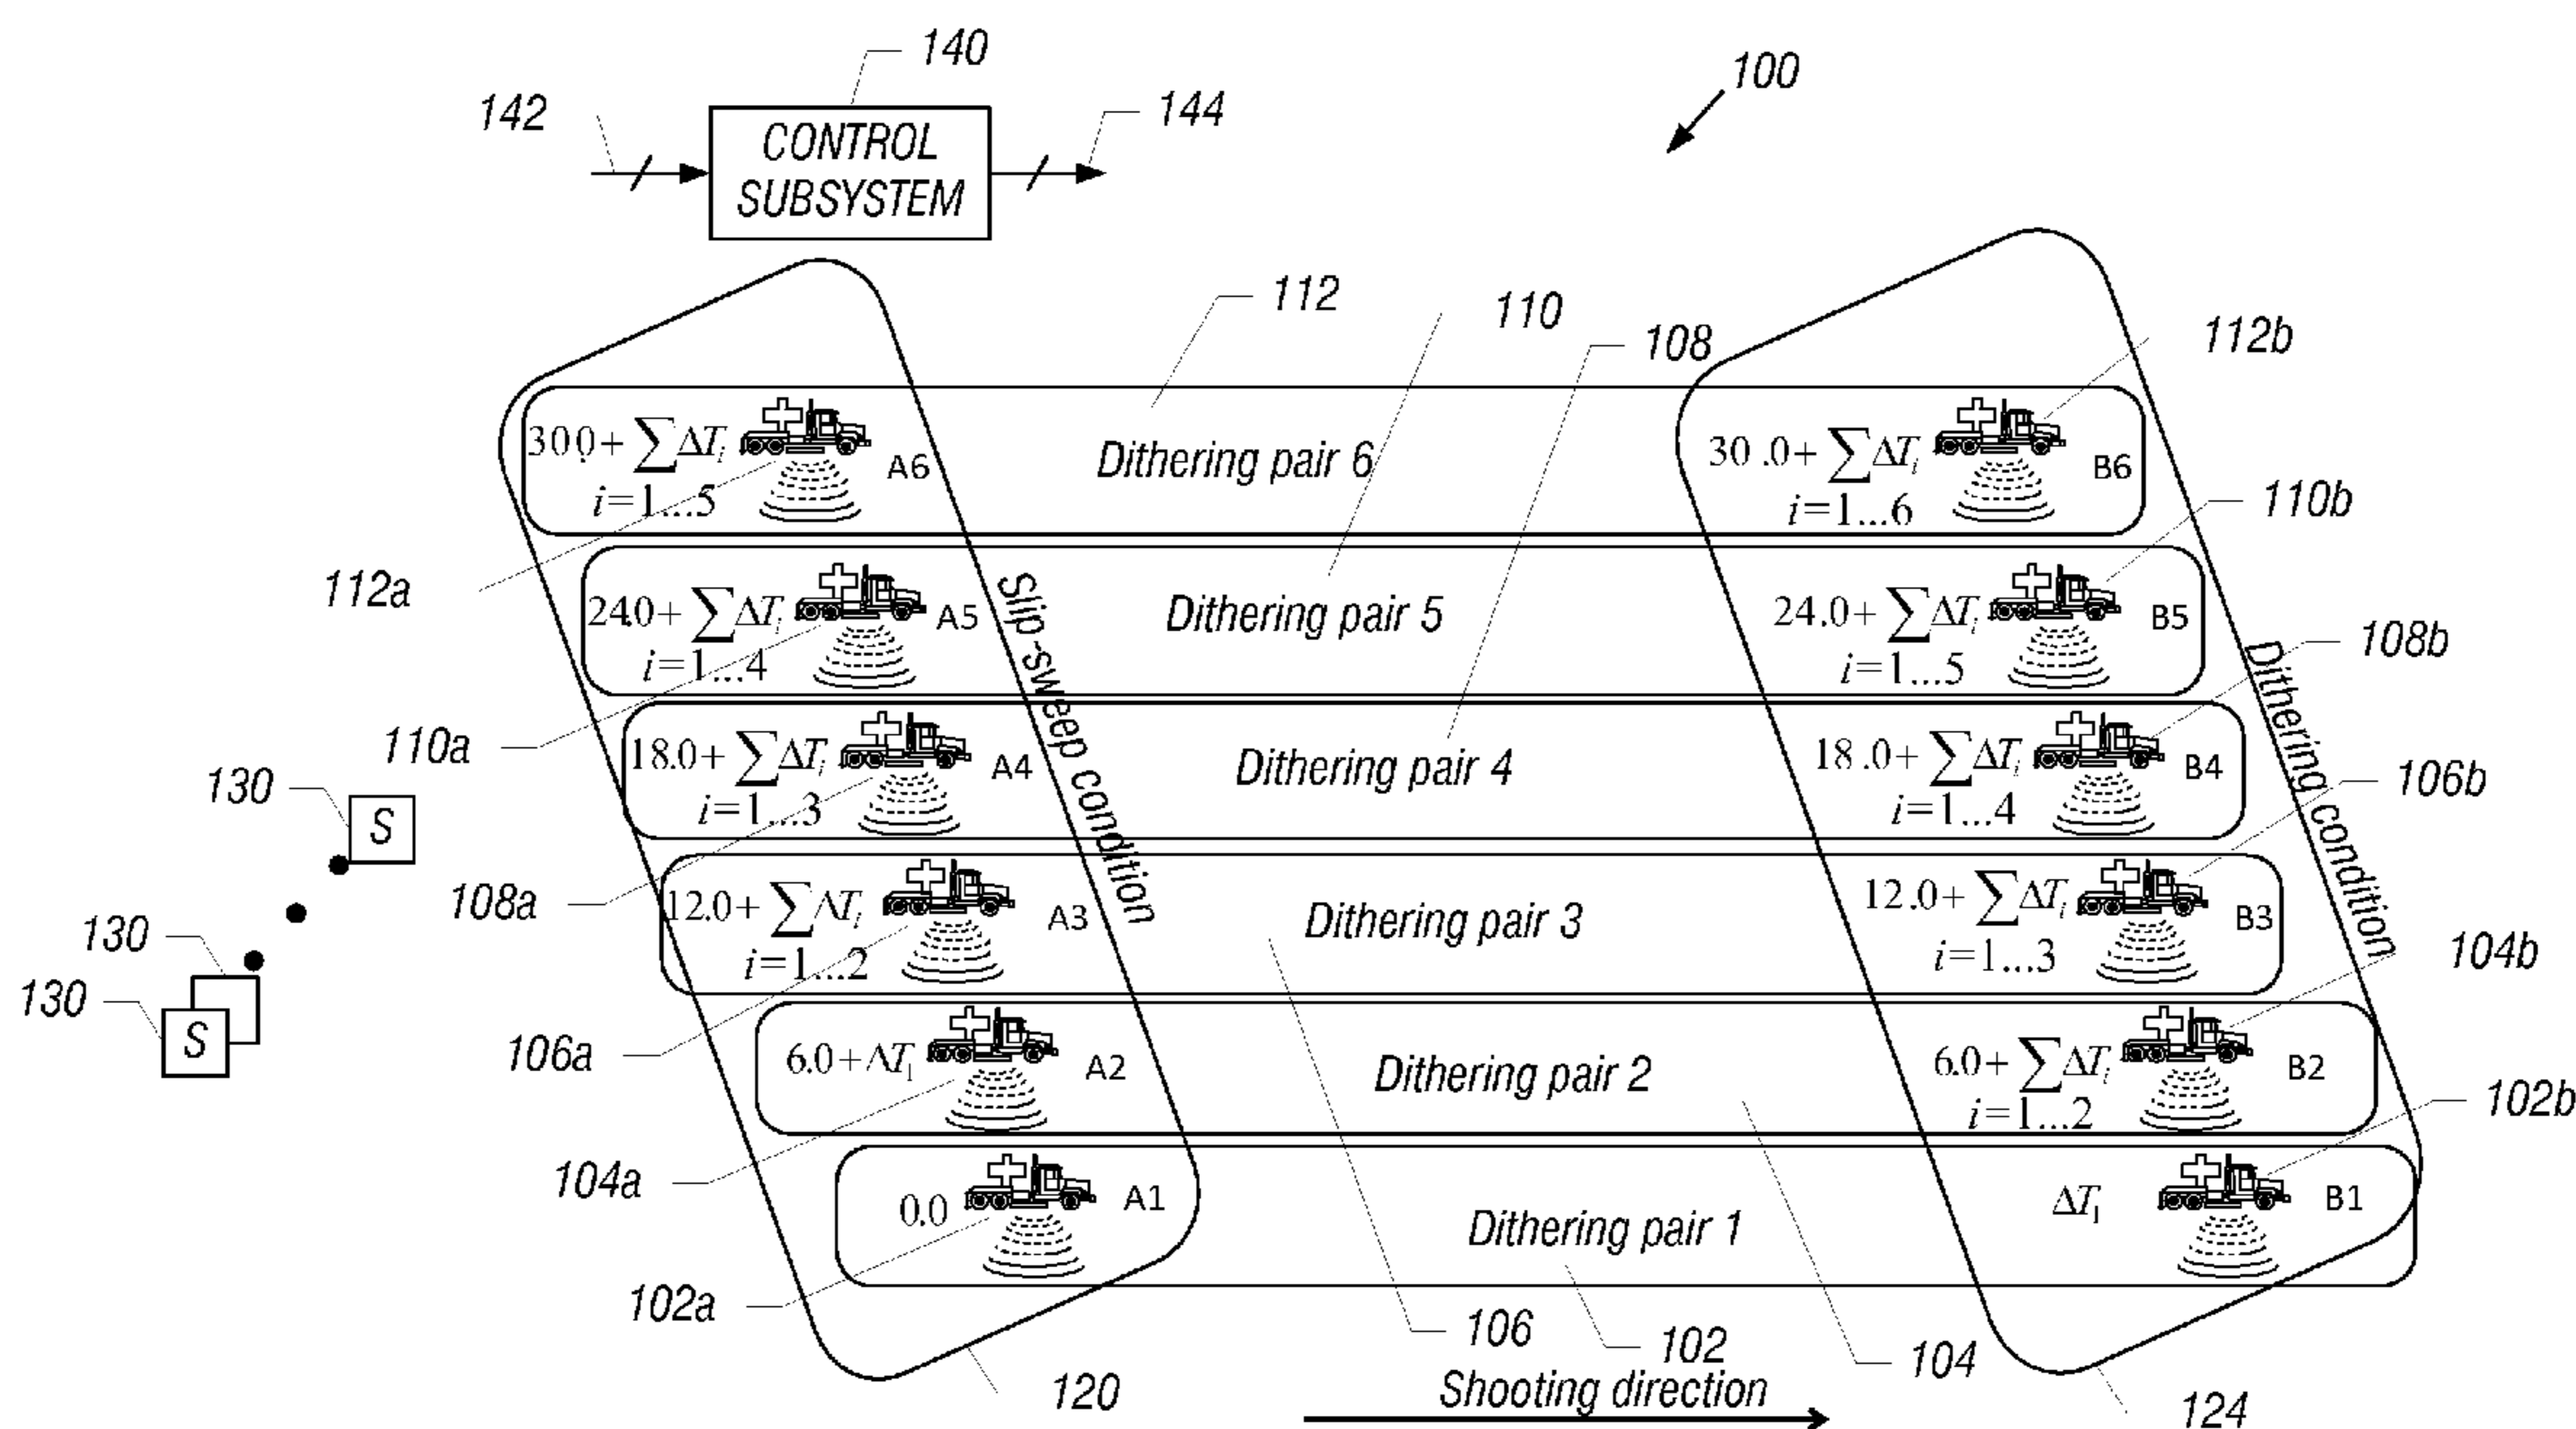 140
100
142
CONTROL
SUBSYSTEM
144
112
110
108
112b
300+ ∑ΔTi
i=1...5
A6
Dithering pair 6
30 .0+ ∑ΔTi
i=1...6
B6
110b
112a
24.0+ ∑ΔTi
i=1...4
A5
Slip-sweep condition
Dithering pair 5
24.0+ ∑ΔTi
i=1...5
B5
108b
Dithering condition
110a
18.0+ ∑ΔTi
i=1...3
A4
Dithering pair 4
18 .0+ ∑ΔTi
i=1...4
B4
106b
130
S
108a
12.0+ ∑ΔTi
i=1...2
A3
Dithering pair 3
12.0+ ∑ΔTi
i=1...3
B3
104b
130
130
S
106a
6.0+ΔT1
A2
Dithering pair 2
6.0+ ∑ΔTi
i=1...2
B2
102b
104a
0.0
A1
Dithering pair 1
ΔT1
B1
102a
106
102
104
120
Shooting direction
124